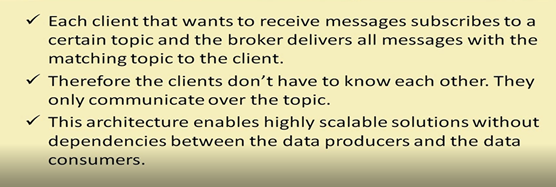 ✓ Each client that wants to receive messages subscribes to a
certain topic and the broker delivers all messages with the
matching topic to the client.
✓ Therefore the clients don't have to know each other. They
only communicate over the topic.
✓ This architecture enables highly scalable solutions without
dependencies between the data producers and the data
consumers.